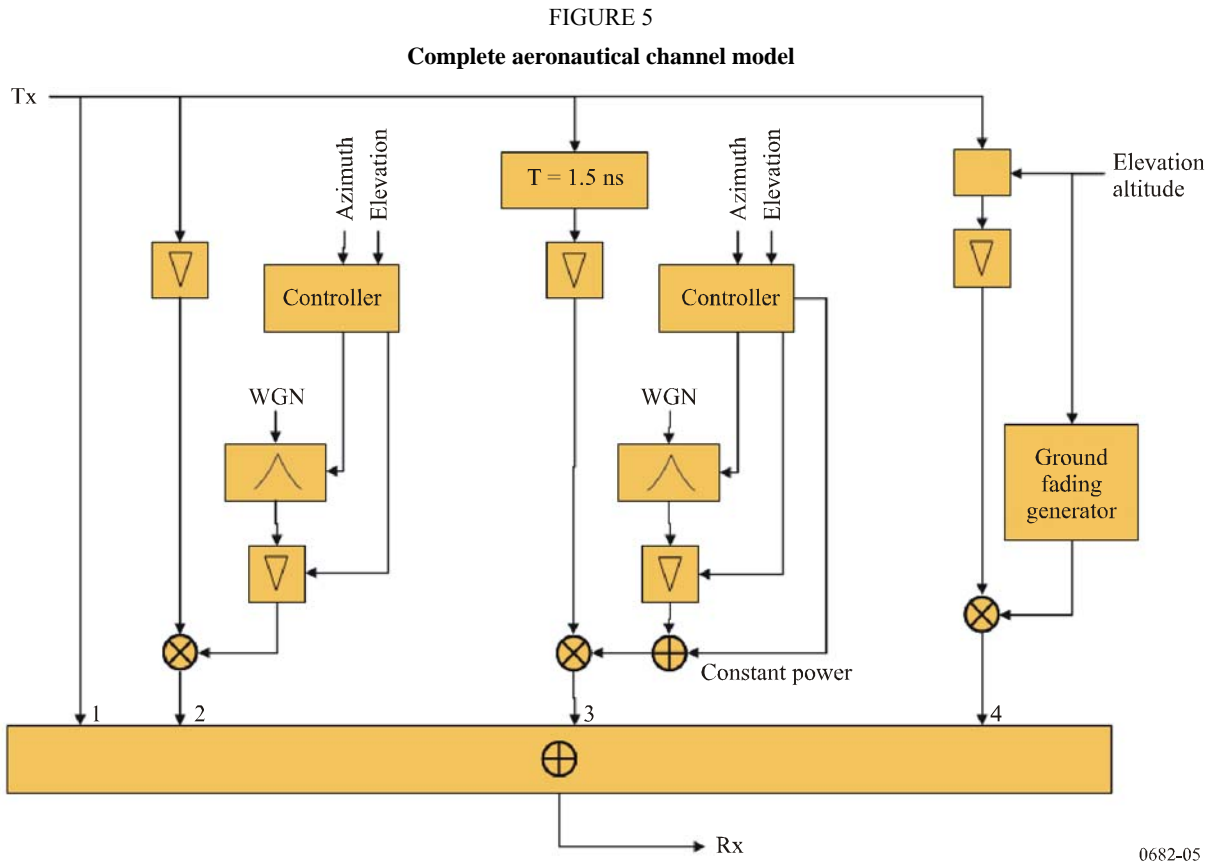 FIGURE 5
Complete aeronautical channel model
Tx
Azimuth
Elevation
T = 1.5 ns
Azimuth
Elevation
Elevation
altitude
Controller
Controller
WGN
WGN
Ground
fading
generator
Constant power
1
2
3
4
Rx
0682-05